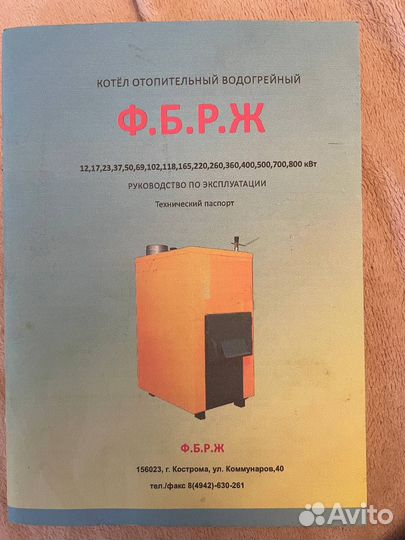 КОТЁЛ ОТОПИТЕЛЬНЫЙ ВОДОГРЕЙНЫЙ
Ф.Б.Р.Ж
12,17,23,37,50,69,102,118,165,220,260,360,400,500,700,800 кВт
РУКОВОДСТВО ПО ЭКСПЛУАТАЦИИ
Технический паспорт
Ф.Б.Р.Ж
156023, г. Кострома, ул. Коммунаров,40
тел./факс 8(4942)-630-261
Avito